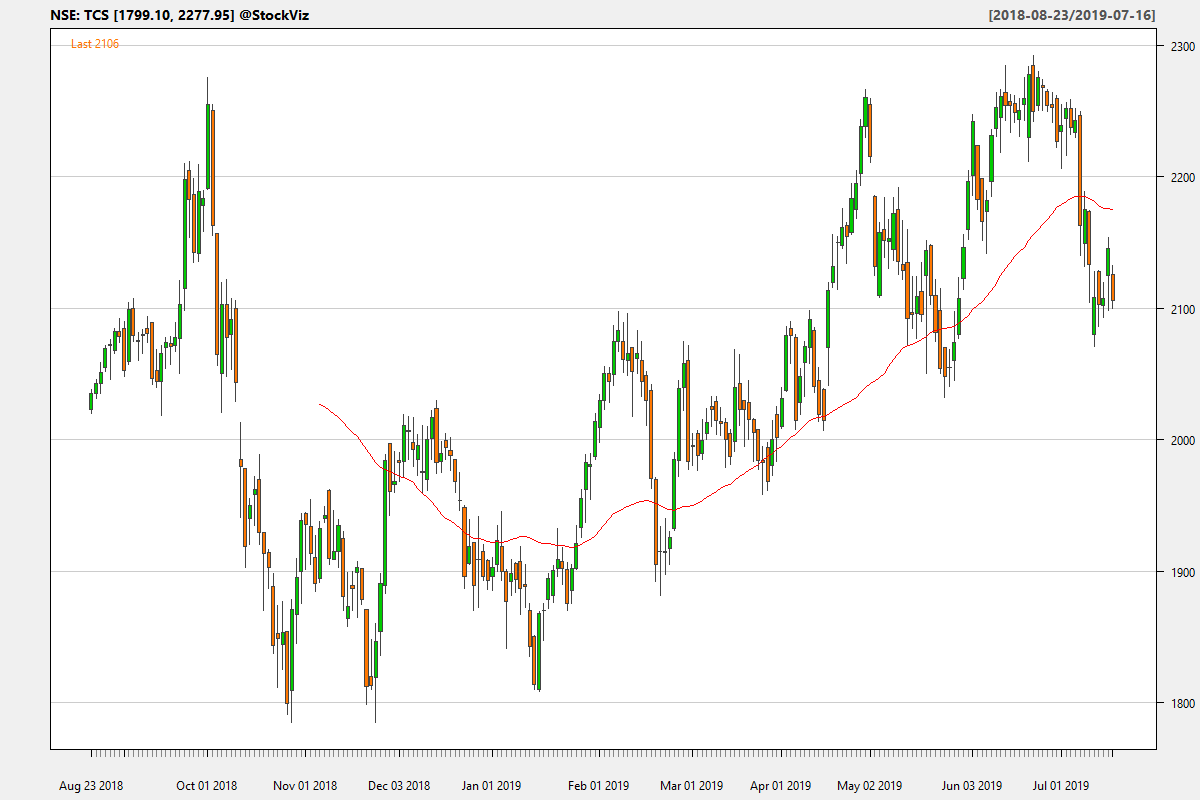 NSE: TCS [1799.10, 2277.95] @StockViz
[2018-08-23/2019-07-16]
Last 2106
2300
2200
2100
2000
1900
1800
Aug 23 2018
Oct 01 2018
Nov 01 2018
Dec 03 2018
Jan 01 2019
Feb 01 2019
Mar 01 2019
Apr 01 2019
May 02 2019
Jun 03 2019
Jul 01 2019